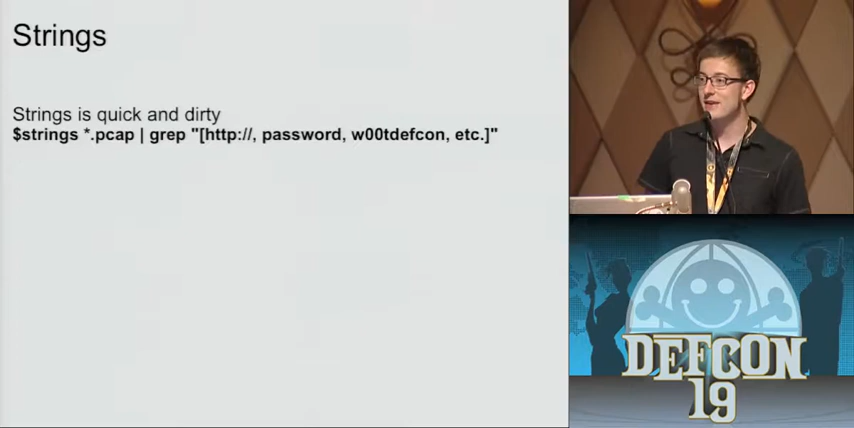 Strings
Strings is quick and dirty
$strings *.pcap | grep "[http://, password, w00tdefcon, etc.]"
DEFCON
19